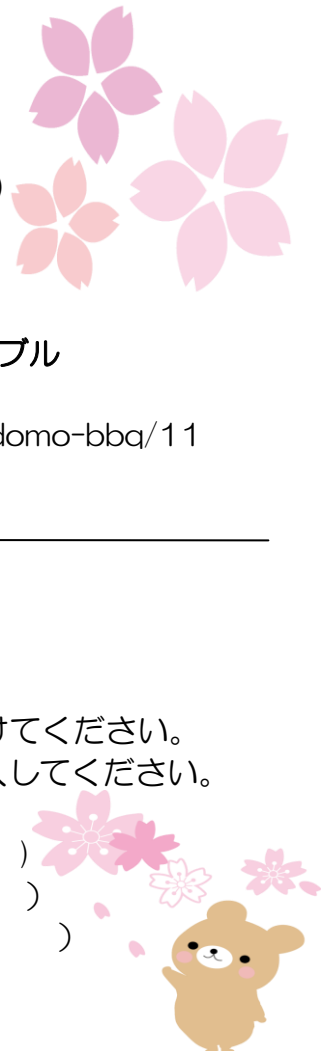 )
ブル
domo-bbq/11
けてください。
入してください。
)
)
)